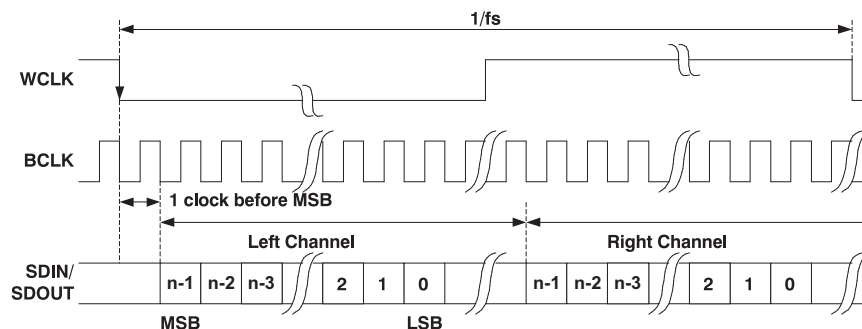 1/fs
WCLK
BCLK
1 clock before MSB
Left Channel
Right Channel
SDIN/
SDOUT
n-1 n-2 n-3 2 1 0 n-1 n-2 n-3 2 1 0
MSB LSB